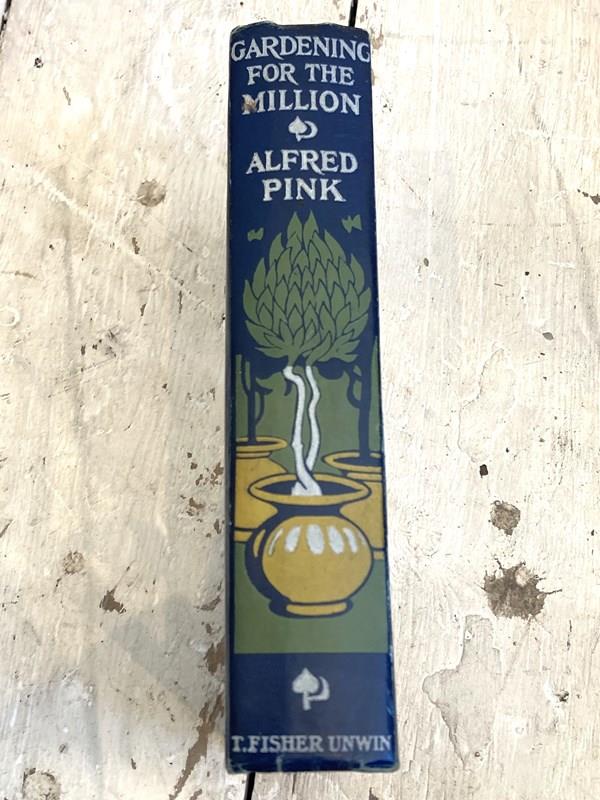 GARDENING
FOR THE
MILLION
ALFRED
PINK
T. FISHER UNWIN